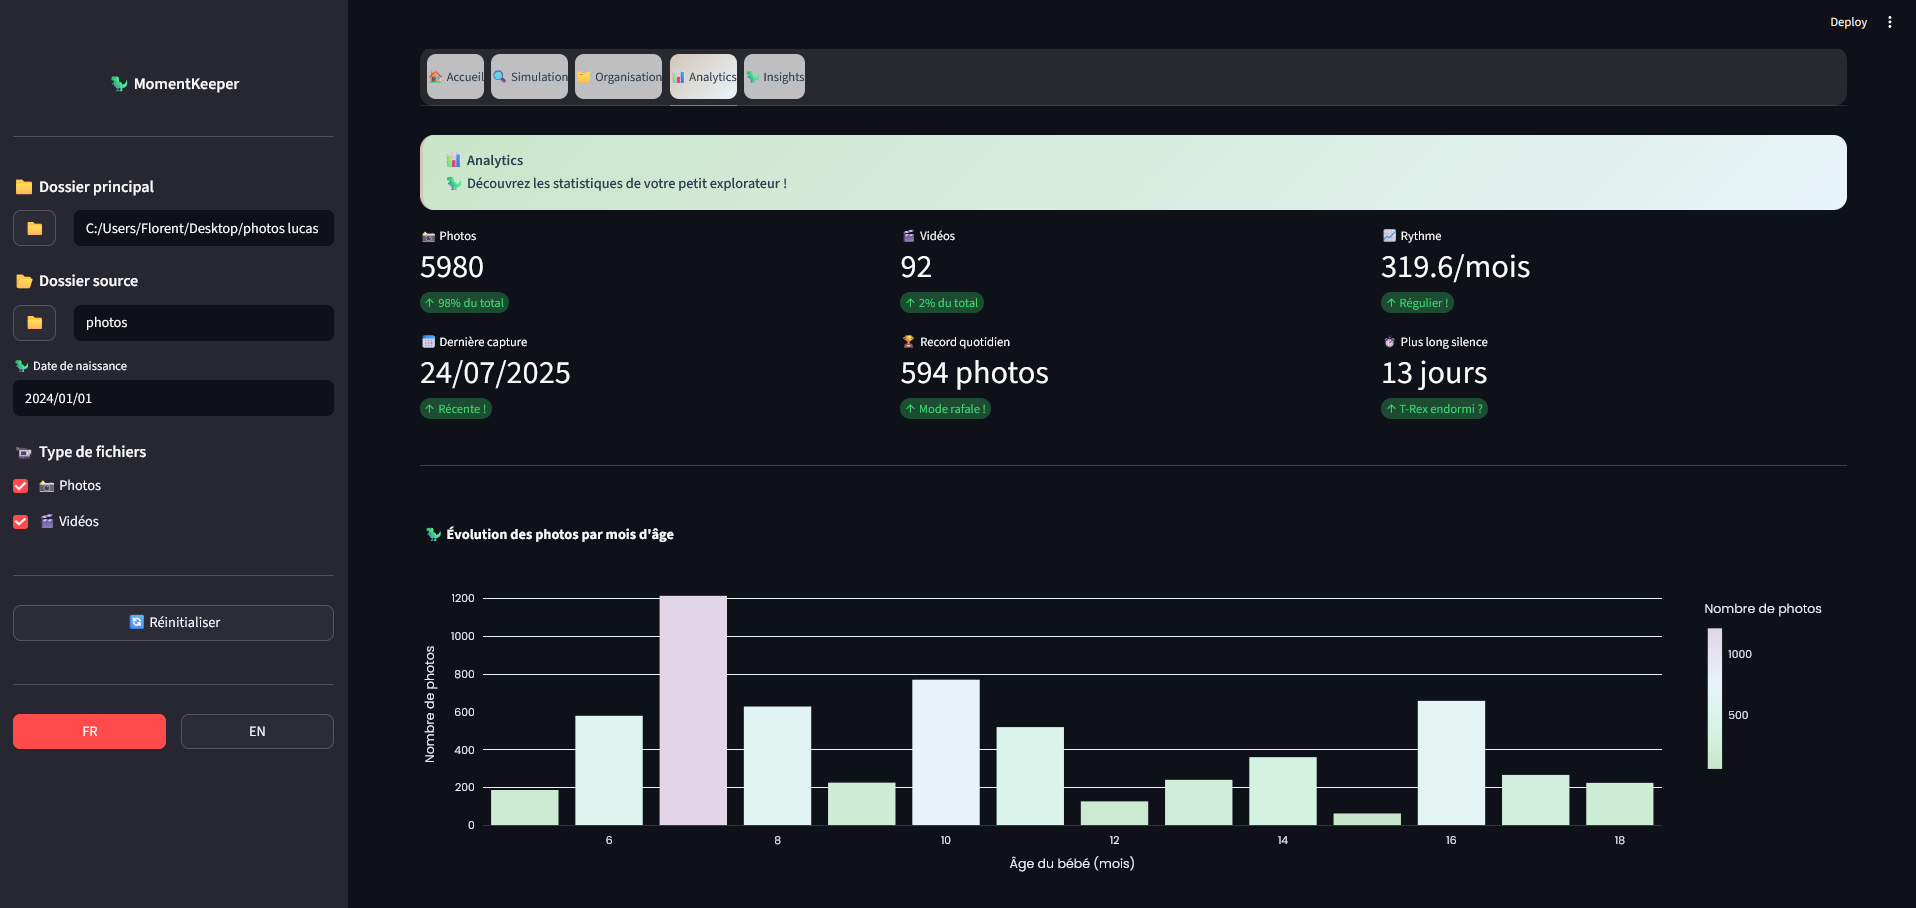 Deploy
🦖 MomentKeeper
📁 Dossier principal
C:/Users/Florent/Desktop/photos lucas
📂 Dossier source
photos
🦖 Date de naissance
2024/01/01
📹 Type de fichiers
📸 Photos
🎬 Vidéos
🔄 Réinitialiser
FR
EN
🏠 Accueil
🔍 Simulation
🗂️ Organisation
📊 Analytics
🦖 Insights
📊 Analytics
🦖 Découvrez les statistiques de votre petit explorateur !
📸 Photos
5980
↑ 98% du total
🎬 Vidéos
92
↑ 2% du total
📈 Rythme
319.6/mois
↑ Régulier !
📅 Dernière capture
24/07/2025
↑ Récente !
🏆 Record quotidien
594 photos
↑ Mode rafale !
⏱️ Plus long silence
13 jours
↑ T-Rex endormi ?
🦖 Évolution des photos par mois d'âge
Nombre de photos
1200
1000
800
600
400
200
0
6
8
10
12
14
16
18
Âge du bébé (mois)
Nombre de photos
1000
500